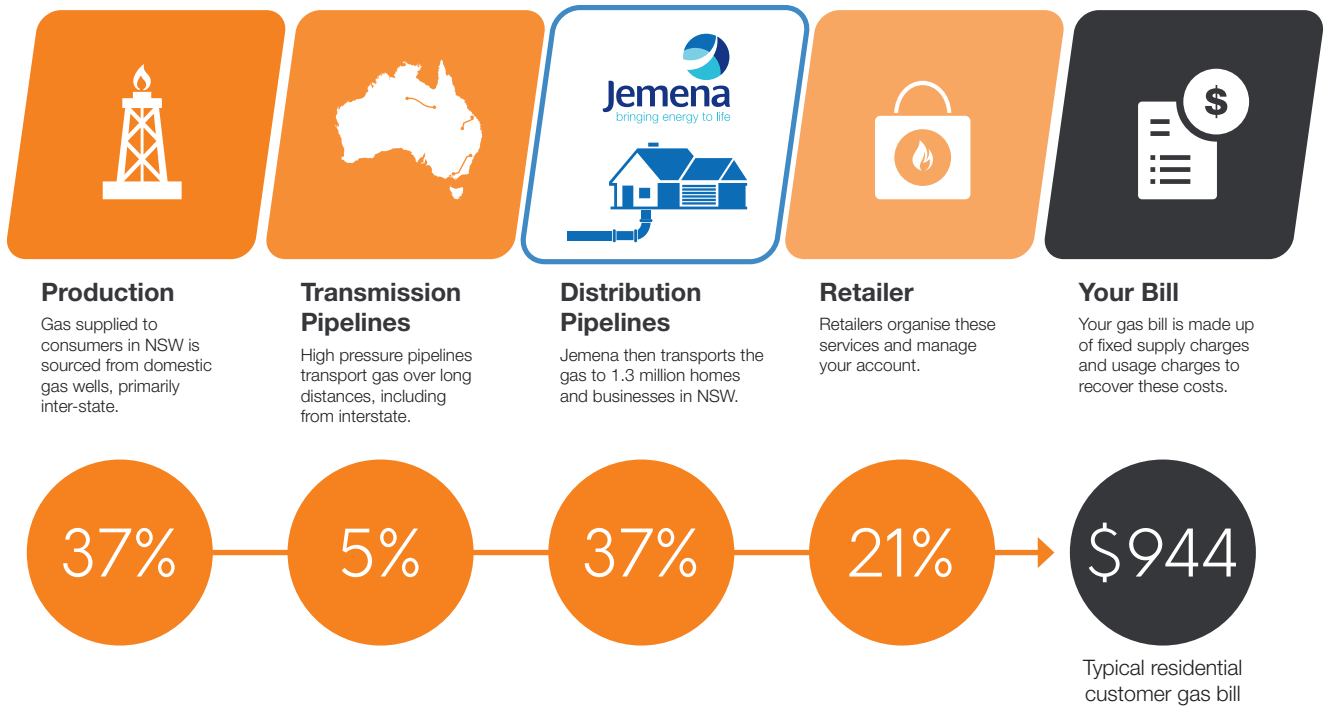 Jemena
bringing energy to life
$
Production
Gas supplied to
consumers in NSW is
sourced from domestic
gas wells, primarily
inter-state.
Transmission
Pipelines
High pressure pipelines
transport gas over long
distances, including
from interstate.
Distribution
Pipelines
Jemena then transports the
gas to 1.3 million homes
and businesses in NSW.
Retailer
Retailers organise these
services and manage
your account.
Your Bill
Your gas bill is made up
of fixed supply charges
and usage charges to
recover these costs.
37%
5%
37%
21%
$944
Typical residential
customer gas bill